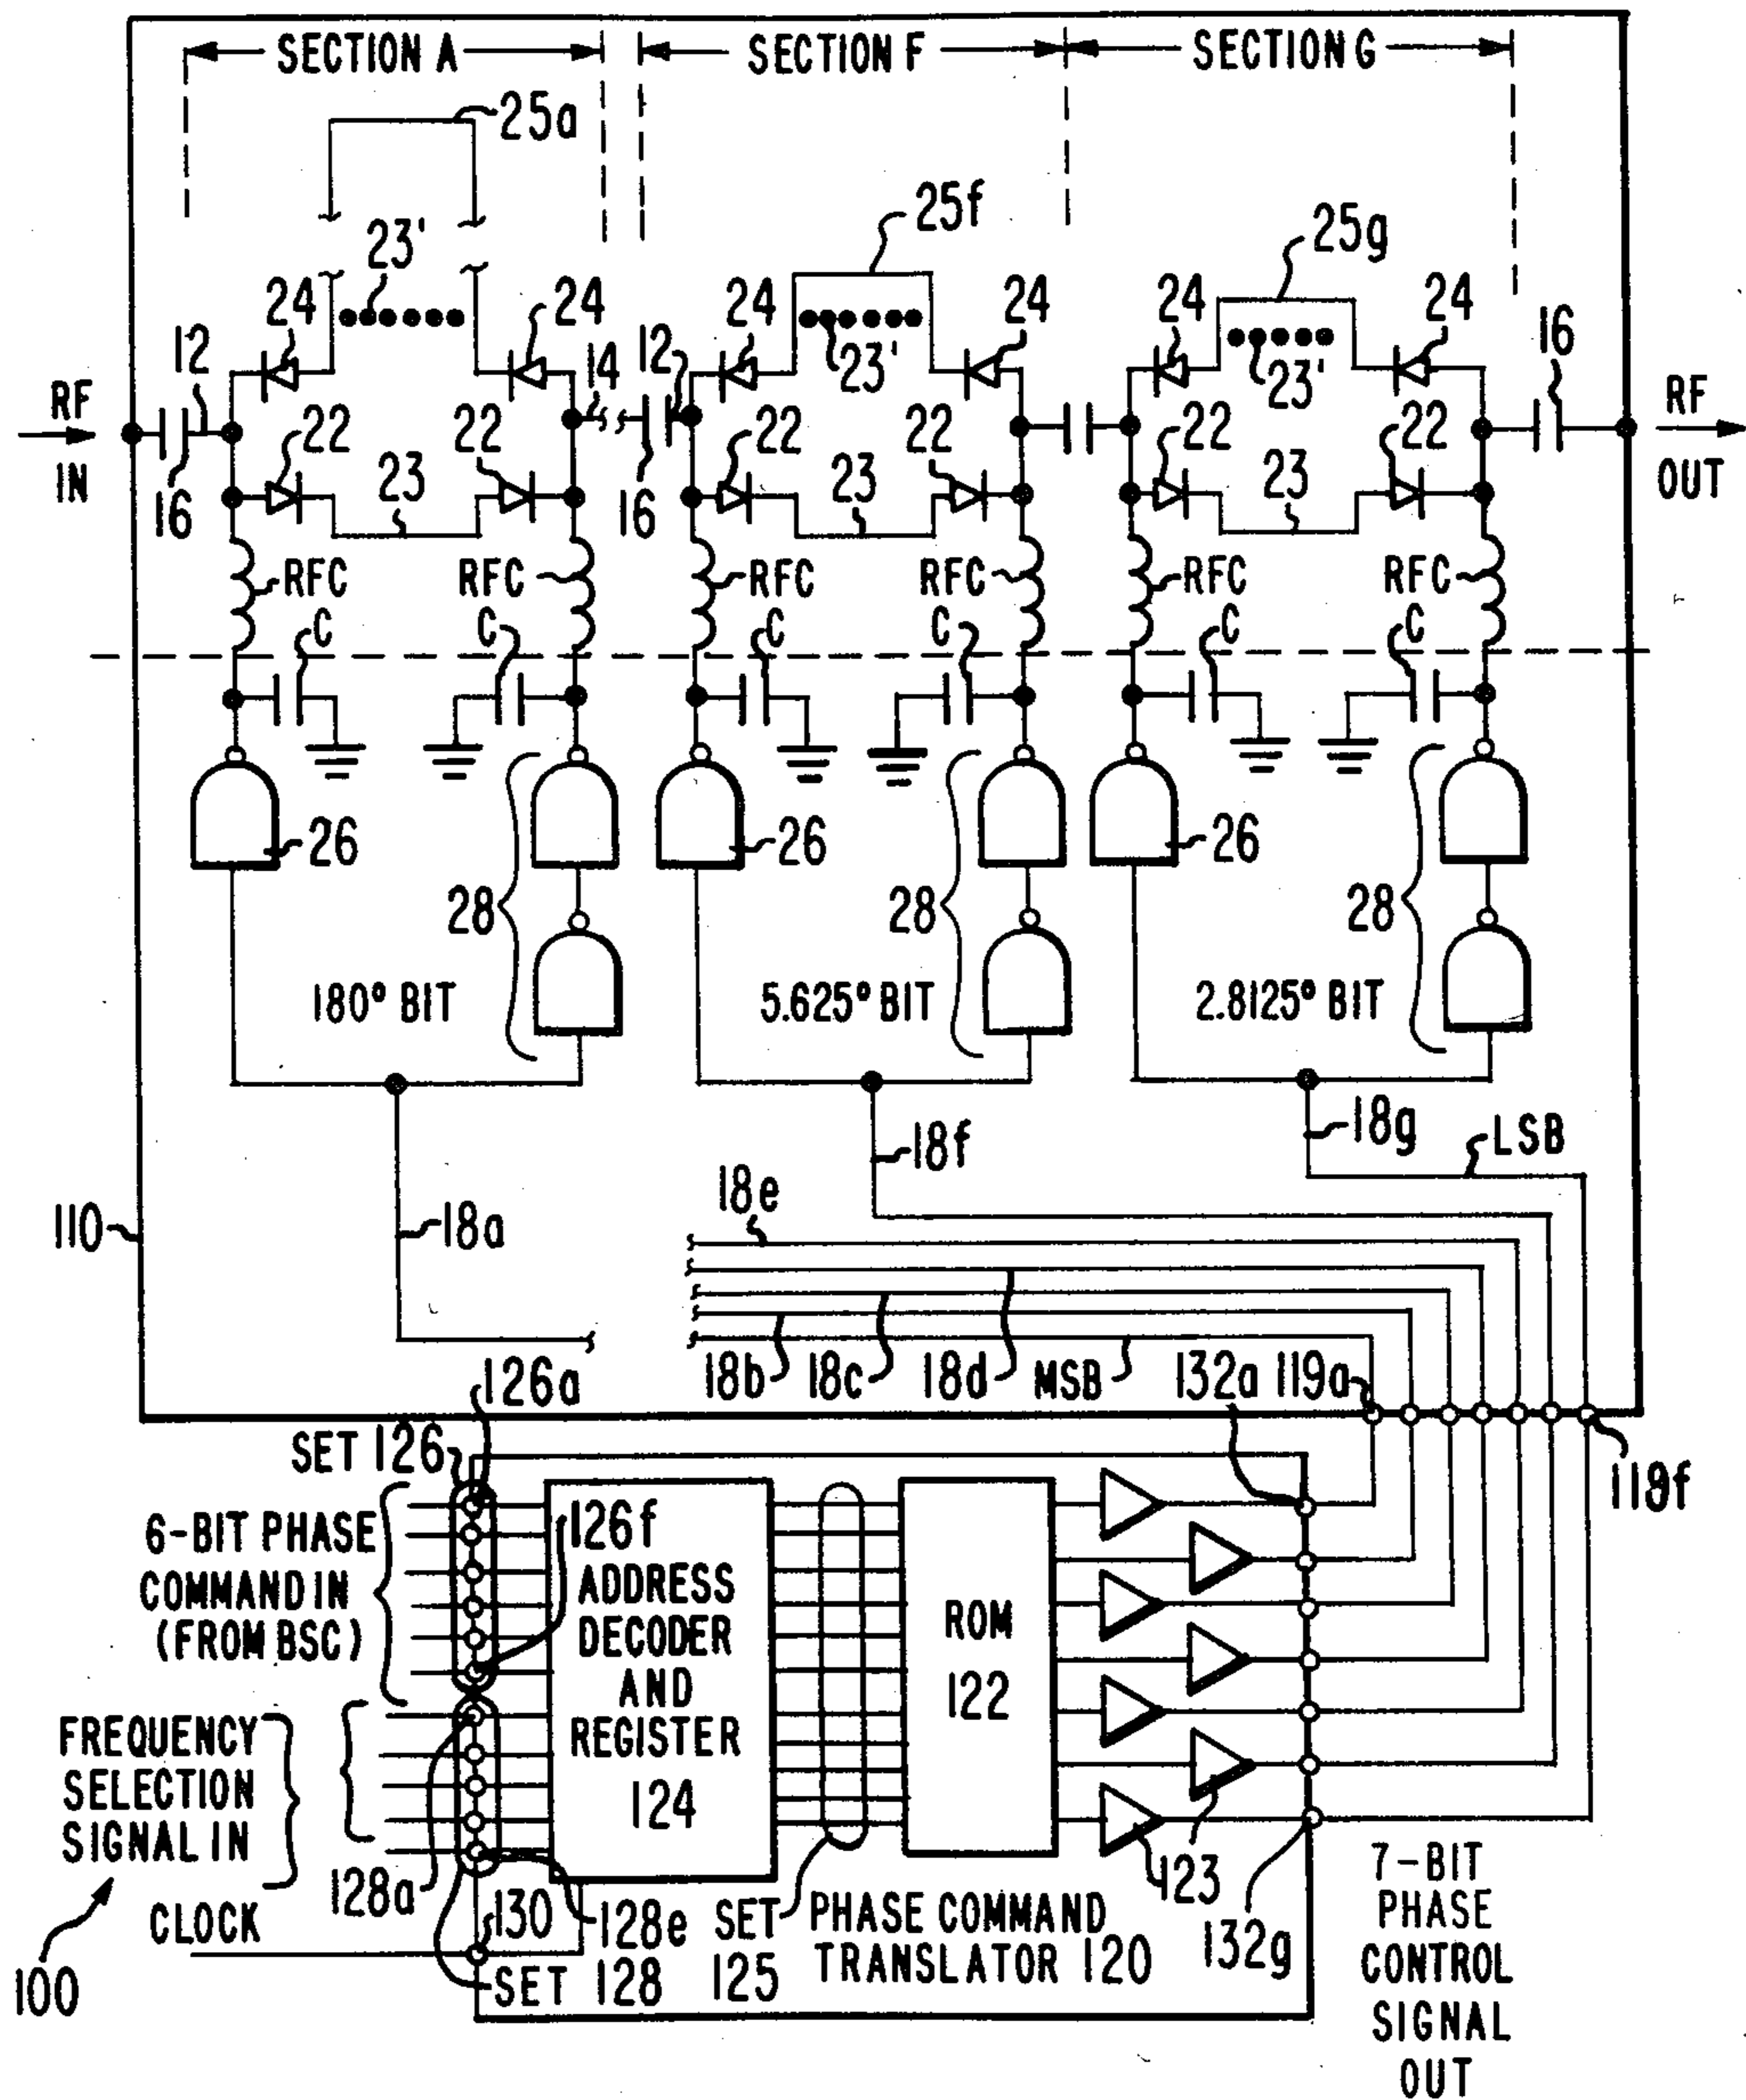 SECTION A
SECTION F
SECTION G
25a
25f
25g
23'
24
24
24
24
24
24
12
14
12
23'
23'
16
RF
IN
RF
OUT
16
22
22
23
16
22
22
23
22
22
23
RFC
RFC
RFC
RFC
RFC
RFC
C
C
C
C
C
C
26
26
26
28
28
28
180° BIT
5.625° BIT
2.8125° BIT
18g
LSB
18f
18e
110
18a
18b
18c
18d
MSB
132a
119a
126a
SET 126
119f
6-BIT PHASE
COMMAND IN
(FROM BSC)
126f
ADDRESS
DECODER
AND
REGISTER
124
ROM
122
FREQUENCY
SELECTION
SIGNAL IN
128a
CLOCK
100
130
128e
SET 128
SET
125
PHASE COMMAND
TRANSLATOR 120
123
132g
7-BIT
PHASE
CONTROL
SIGNAL
OUT